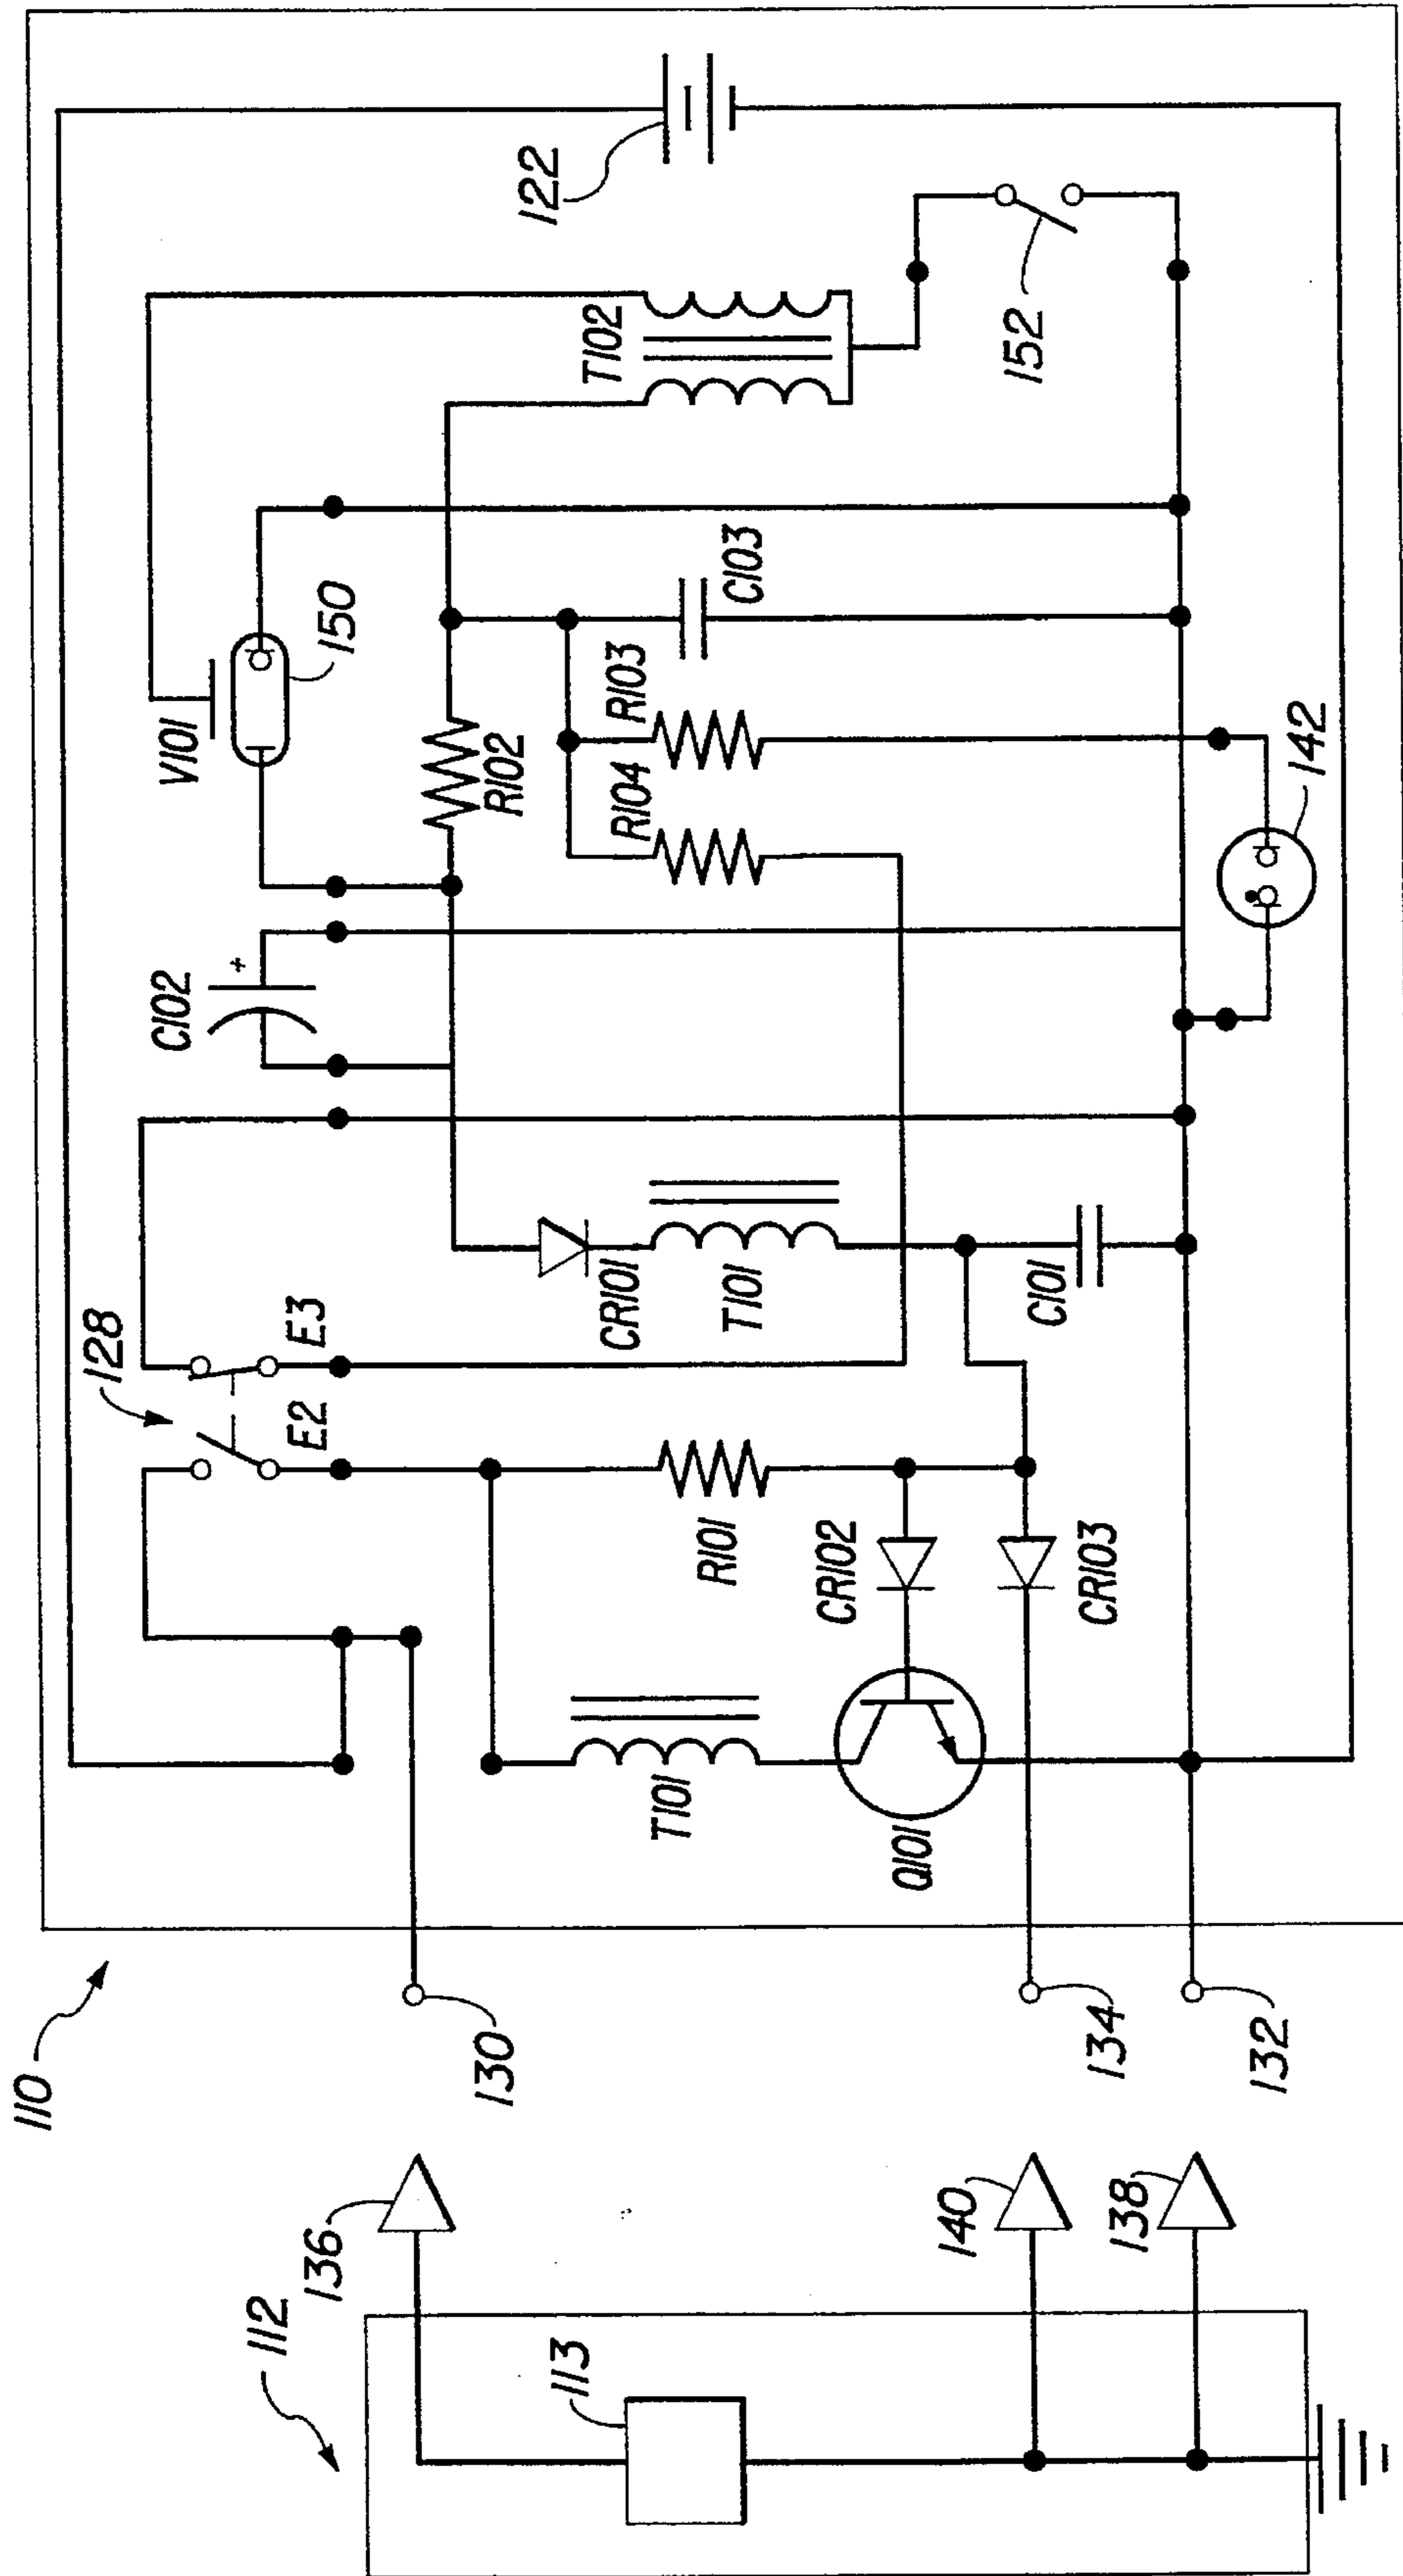 110
112
113
136
140
138
130
134
132
128
E2
E3
T101
Q101
R101
CR102
CR103
CR101
T101
C101
C102
+
V101
150
R102
R104
R103
C103
142
T102
152
122